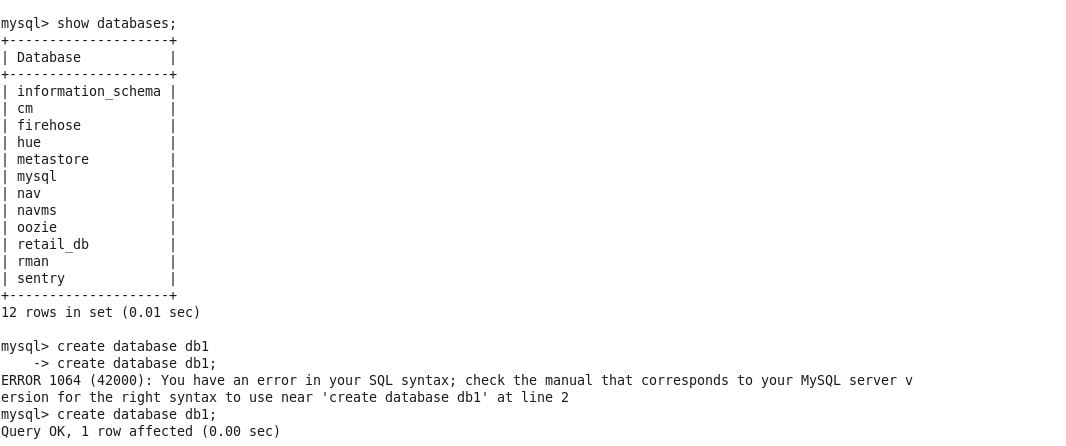 mysql> show databases;
+--------------------+
| Database           |
+--------------------+
| information_schema |
| cm                 |
| firehose           |
| hue                |
| metastore          |
| mysql              |
| nav                |
| navms              |
| oozie              |
| retail_db          |
| rman               |
| sentry             |
+--------------------+
12 rows in set (0.01 sec)

mysql> create database db1
    -> create database db1;
ERROR 1064 (42000): You have an error in your SQL syntax; check the manual that corresponds to your MySQL server v
ersion for the right syntax to use near 'create database db1' at line 2
mysql> create database db1;
Query OK, 1 row affected (0.00 sec)